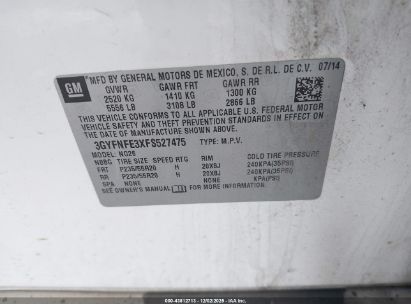 GM
MFD BY GENERAL MOTORS DE MEXICO, S. DE R.L. DE C.V. 07/14
GVWR GAWR FRT GAWR RR
2520 KG 1410 KG 1300 KG
5556 LB 3108 LB 2866 LB
THIS VEHICLE CONFORMS TO ALL APPLICABLE U.S. FEDERAL MOTOR
VEHICLE SAFETY AND THEFT PREVENTION STANDARDS IN EFFECT ON
THE DATE OF MANUFACTURE SHOWN ABOVE.
3GYFNFE3XFS527475 TYPE: M.P.V.
TIRE SIZE SPEED RTG RIM COLD TIRE PRESSURE
FRT P235/55R20 H 20X8J 240KPA(35PSI)
RR P235/55R20 H 20X8J 240KPA(35PSI)
SPA NONE NONE KPA(PSI)
SEE OWNER'S MANUAL FOR MORE INFORMATION.